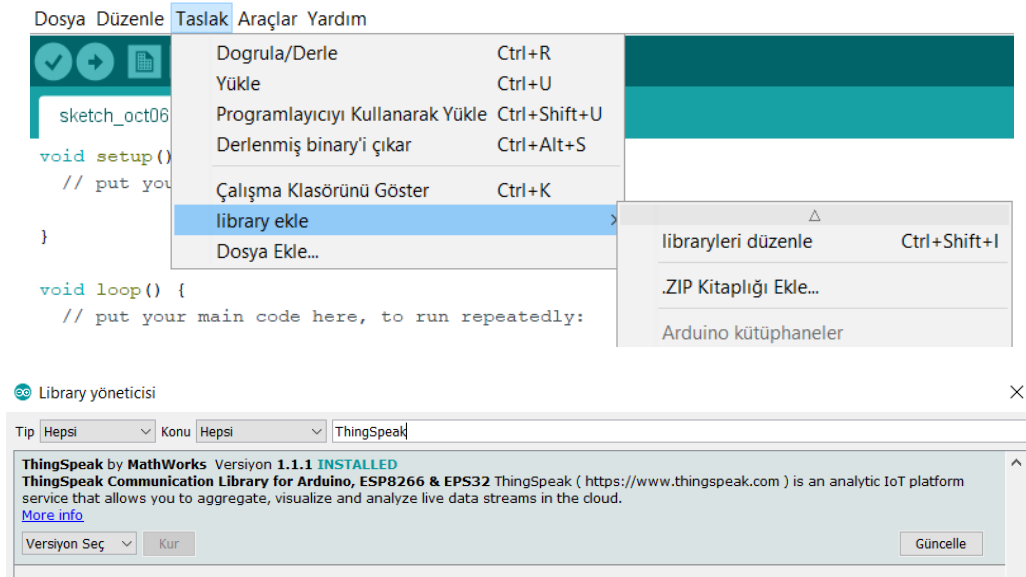 Dosya Düzenle Taslak Araçlar Yardım
Dogrula/Derle Ctrl+R
Yükle Ctrl+U
sketch_oct06 Programlayıcıyı Kullanarak Yükle Ctrl+Shift+U
Derlenmiş binary'i çıkar Ctrl+Alt+S
void setup()
// put you
Çalışma Klasörünü Göster Ctrl+K
library ekle >
}
Dosya Ekle...
△
libraryleri düzenle Ctrl+Shift+I
.ZIP Kitaplığı Ekle...
void loop() {
// put your main code here, to run repeatedly:
Arduino kütüphaneler
Library yöneticisi
Tip Hepsi Konu Hepsi ThingSpeak
ThingSpeak by MathWorks Versiyon 1.1.1 INSTALLED
ThingSpeak Communication Library for Arduino, ESP8266 & EPS32 ThingSpeak ( https://www.thingspeak.com ) is an analytic IoT platform
service that allows you to aggregate, visualize and analyze live data streams in the cloud.
More info
Versiyon Seç Kur Güncelle